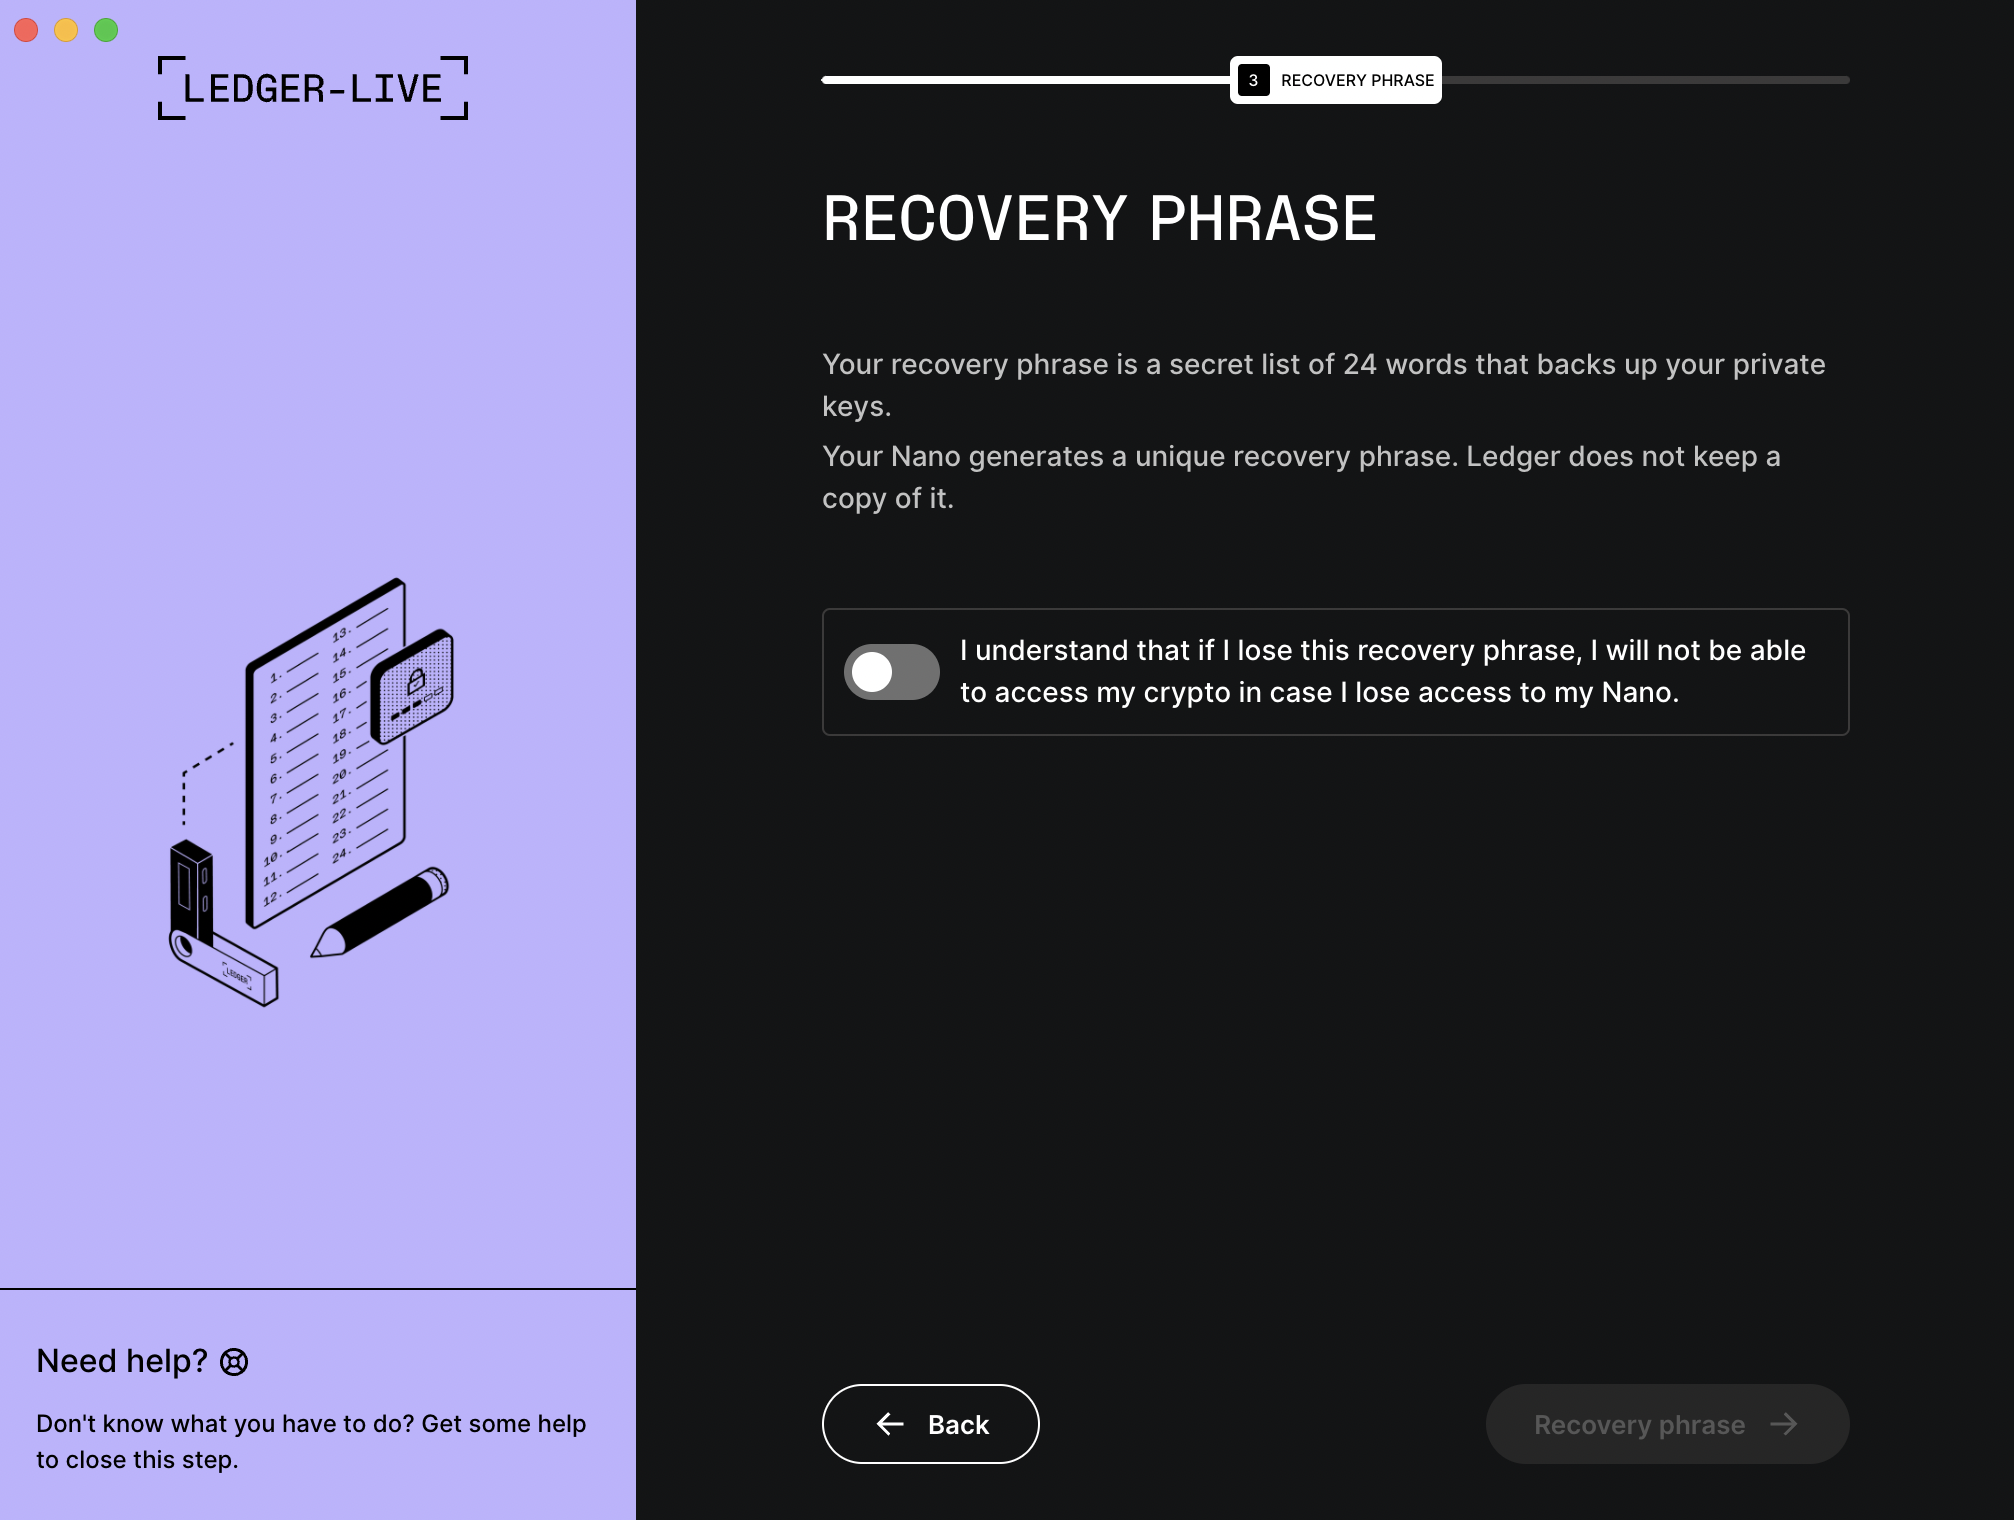 LEDGER-LIVE
3 RECOVERY PHRASE
RECOVERY PHRASE
Your recovery phrase is a secret list of 24 words that backs up your private
keys.
Your Nano generates a unique recovery phrase. Ledger does not keep a
copy of it.
I understand that if I lose this recovery phrase, I will not be able
to access my crypto in case I lose access to my Nano.
1.
2.
3.
4.
5.
6.
7.
8.
9.
10.
11.
12.
13.
14.
15.
16.
17.
18.
19.
20.
21.
22.
23.
24.
LEDGER
Need help?
Don't know what you have to do? Get some help
to close this step.
Back
Recovery phrase